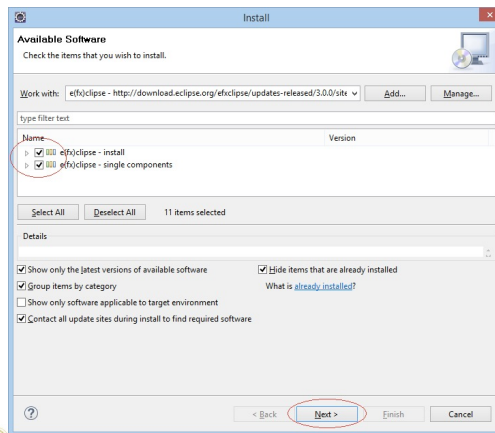 Install
Available Software
Check the items that you wish to install.
Work with: e(fx)clipse - http://download.eclipse.org/efxclipse/updates-released/3.0.0/site Add... Manage...
type filter text
Name Version
e(fx)clipse - install
e(fx)clipse - single components
Select All Deselect All 11 items selected
Details
Show only the latest versions of available software Hide items that are already installed
Group items by category What is already installed?
Show only software applicable to target environment
Contact all update sites during install to find required software
? < Back Next > Finish Cancel